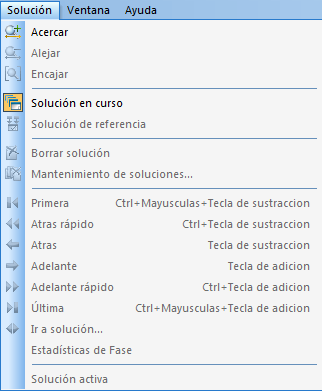 Solución Ventana Ayuda
Acercar
Alejar
Encajar
Solución en curso
Solución de referencia
Borrar solución
Mantenimiento de soluciones...
Primera Ctrl+Mayusculas+Tecla de sustraccion
Atras rápido Ctrl+Tecla de sustraccion
Atras Tecla de sustraccion
Adelante Tecla de adicion
Adelante rápido Ctrl+Tecla de adicion
Última Ctrl+Mayusculas+Tecla de adicion
Ir a solución...
Estadísticas de Fase
Solución activa